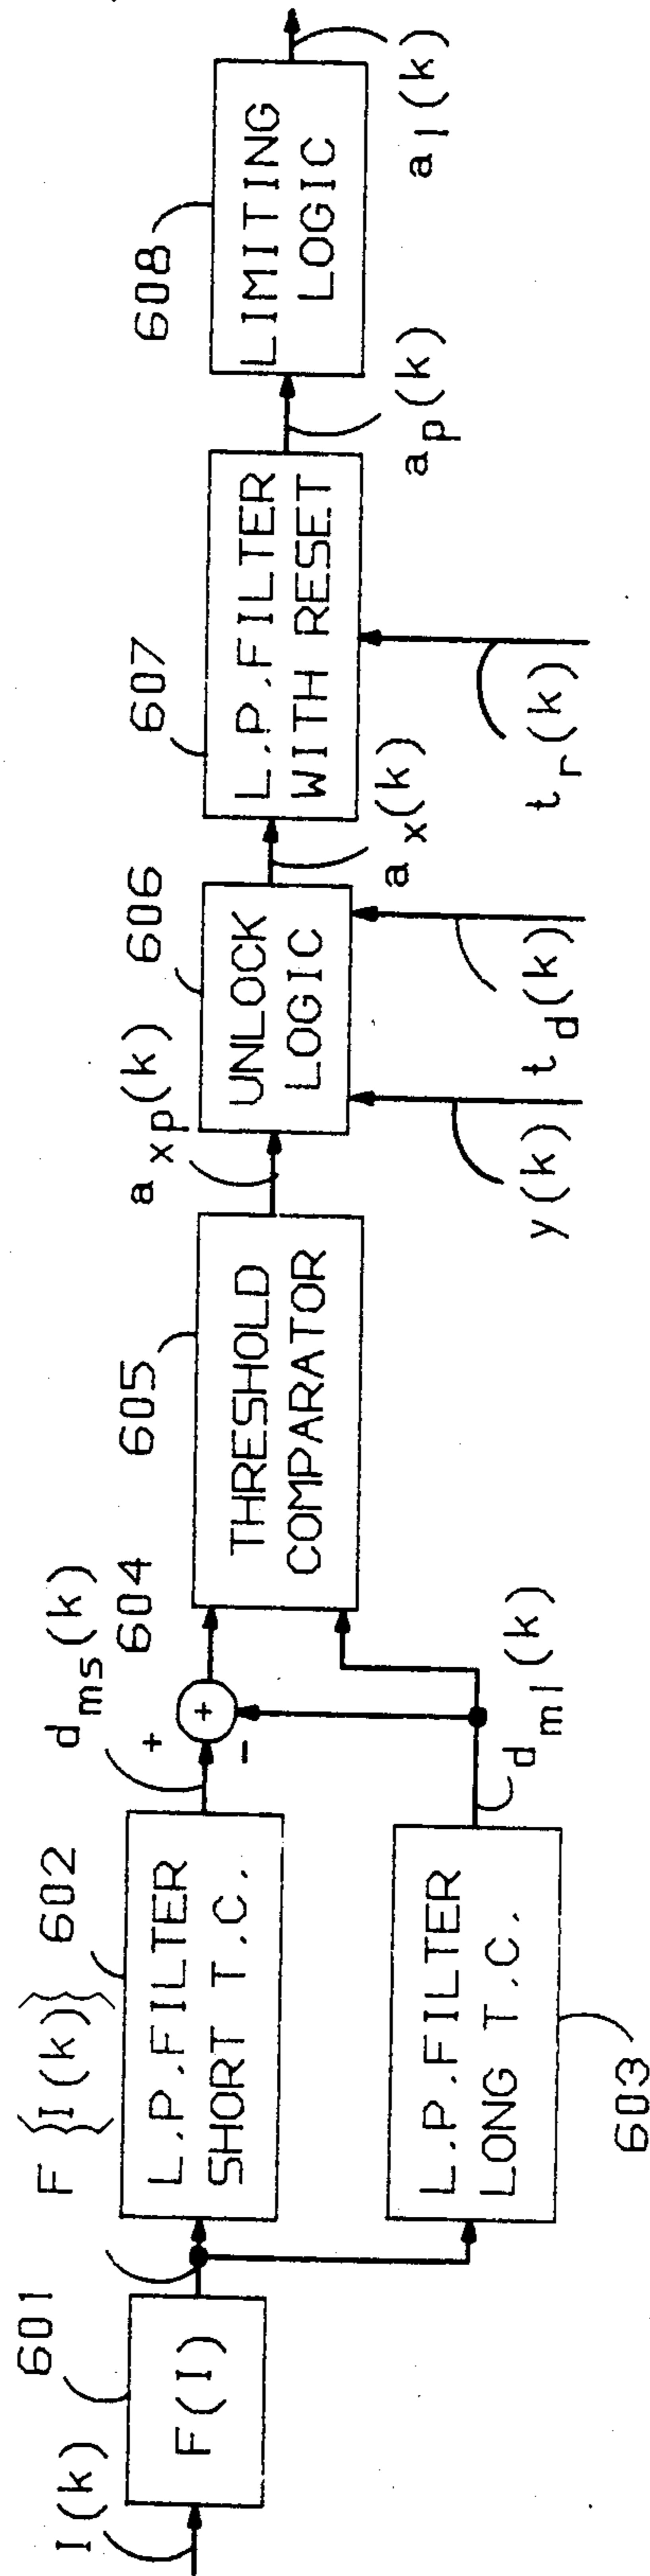 I(k)
601
F(I)
F {I(k)}
602
L.P.FILTER
SHORT T.C.
603
L.P.FILTER
LONG T.C.
d_ms(k)
604
+
+
-
d_ml(k)
605
THRESHOLD
COMPARATOR
a_xp(k)
606
UNLOCK
LOGIC
y(k)
t_d(k)
a_x(k)
607
L.P.FILTER
WITH RESET
t_r(k)
a_p(k)
608
LIMITING
LOGIC
a_l(k)